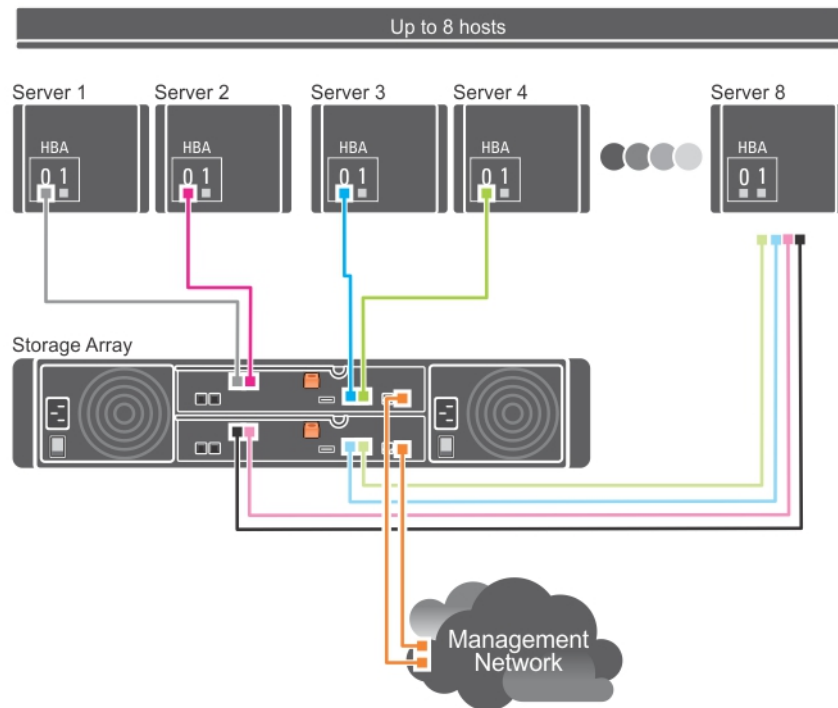 Up to 8 hosts
Server 1
Server 2
Server 3
Server 4
Server 8
HBA
0 1
HBA
0 1
HBA
0 1
HBA
0 1
HBA
0 1
Storage Array
Management
Network